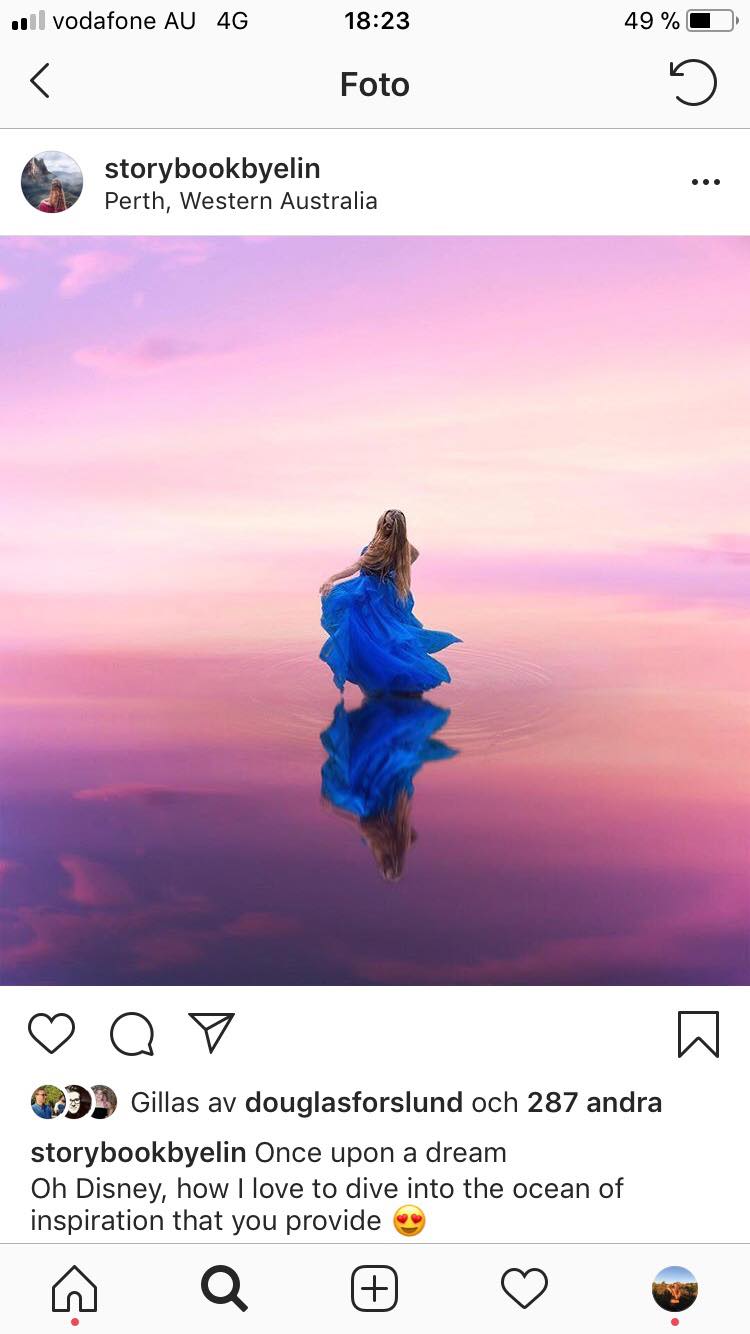 vodafone AU 4G 18:23 49 %
Foto
storybookbyelin
Perth, Western Australia
Gillas av douglasforslund och 287 andra
storybookbyelin Once upon a dream
Oh Disney, how I love to dive into the ocean of
inspiration that you provide 😍